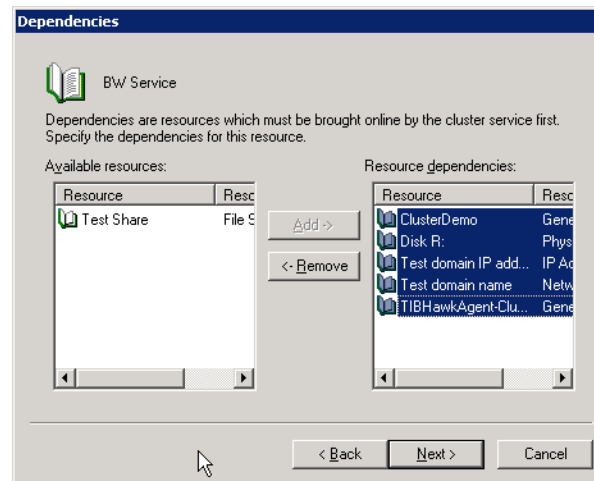 Dependencies
BW Service
Dependencies are resources which must be brought online by the cluster service first.
Specify the dependencies for this resource.
Available resources:
Resource dependencies:
Resource Resc
Test Share File S
Add ->
<- Remove
Resource Resc
ClusterDemo Gene
Disk R: Phys
Test domain IP add... IP Ac
Test domain name Netw
TIBHawkAgent-Clu... Gene
< Back
Next >
Cancel